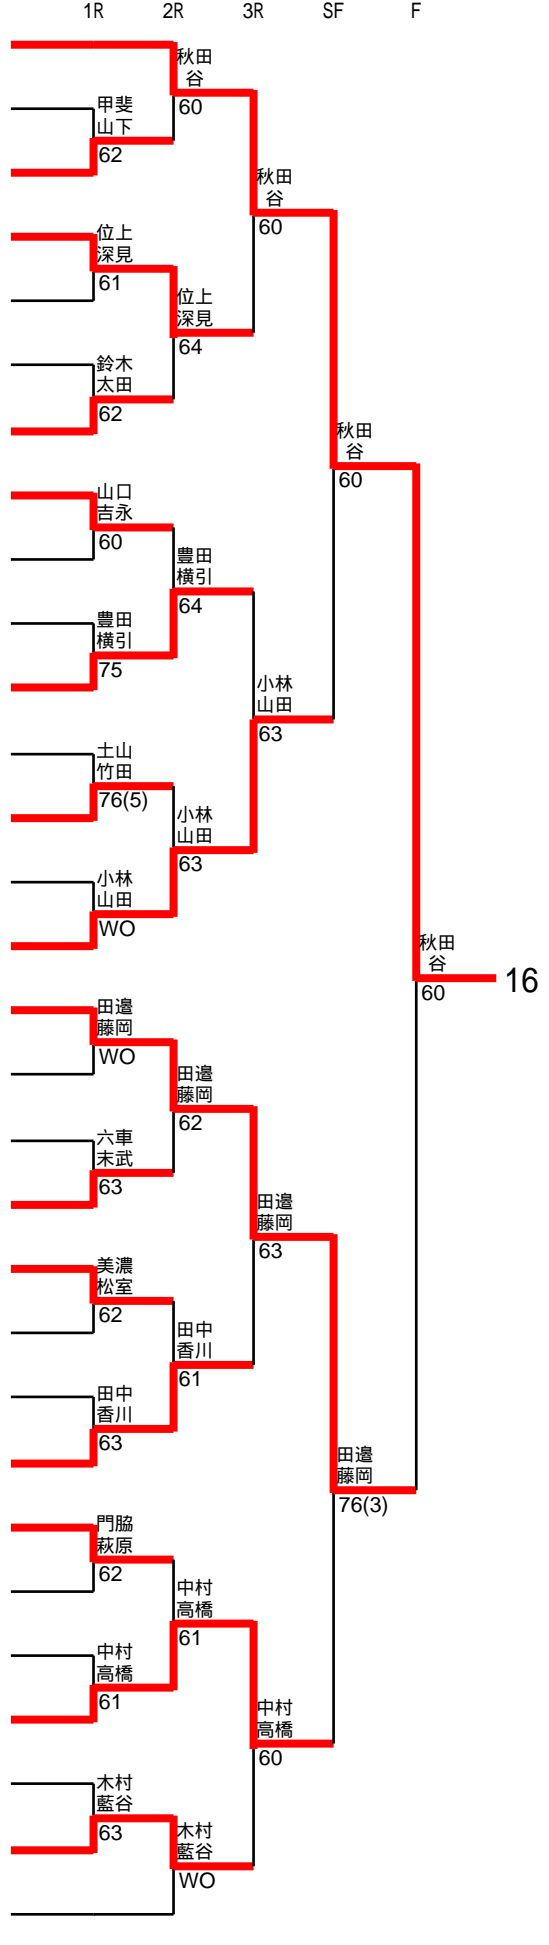 1R 2R 3R SF F
秋田
谷
60
甲斐
山下
62
秋田
谷
60
位上
深見
61
位上
深見
64
鈴木
太田
62
秋田
谷
60
山口
吉永
60
豊田
横引
64
豊田
横引
75
小林
山田
63
土山
竹田
76(5)
小林
山田
63
小林
山田
WO
秋田
谷
60
16
田邉
藤岡
WO
田邉
藤岡
62
六車
末武
63
田邉
藤岡
63
美濃
松室
62
田中
香川
61
田中
香川
63
田邉
藤岡
76(3)
門脇
萩原
62
中村
高橋
61
中村
高橋
61
中村
高橋
60
木村
藍谷
63
木村
藍谷
WO